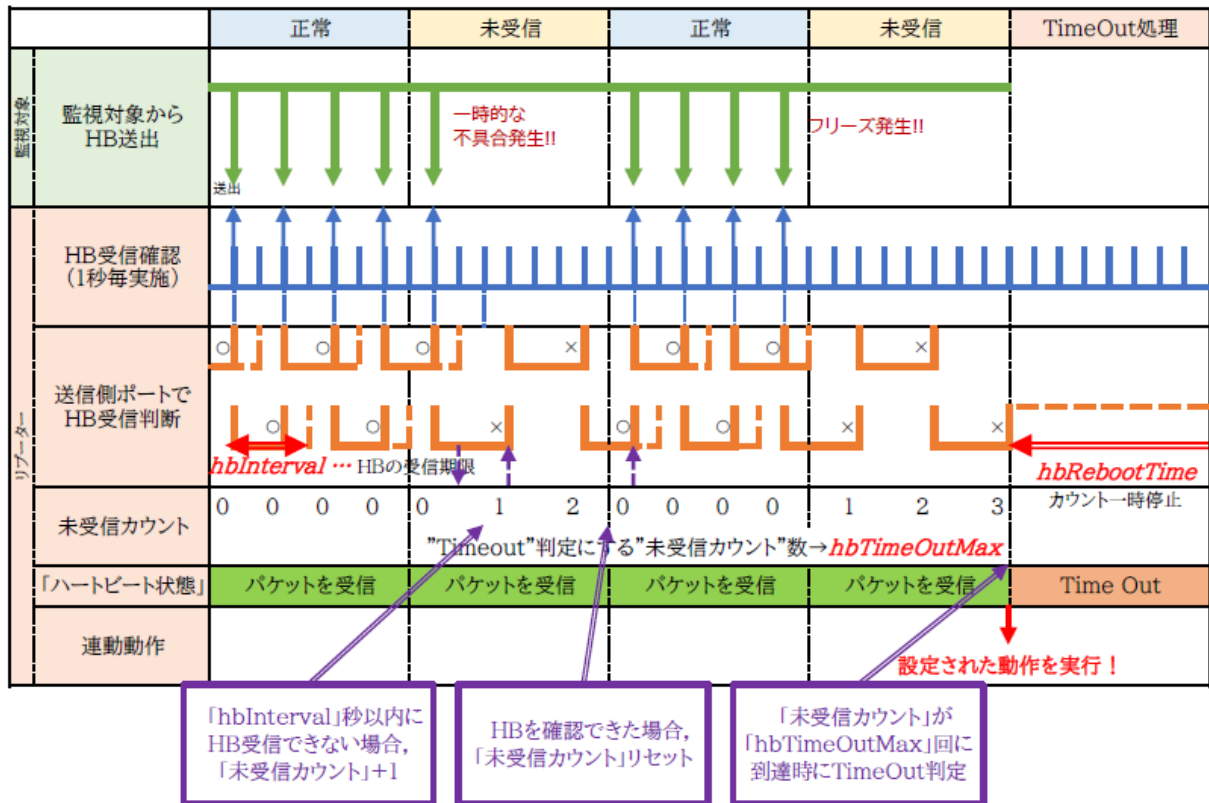 正常
未受信
正常
未受信
TimeOut処理
監視対象
監視対象から
HB送出
一時的な
不具合発生!!
フリーズ発生!!
送出
リブーター
HB受信確認
(1秒毎実施)
送信側ポートで
HB受信判断
○ ○ ○ × ○ ○ ×
○ ○ × ○ ○ × ×
hbInterval … HBの受信期限
hbRebootTime
未受信カウント
0 0 0 0 0 1 2 0 0 0 0 1 2 3
カウント一時停止
"Timeout"判定にする"未受信カウント"数→hbTimeOutMax
「ハートビート状態」
パケットを受信
パケットを受信
パケットを受信
パケットを受信
Time Out
連動動作
設定された動作を実行！
「hbInterval」秒以内に
HB受信できない場合,
「未受信カウント」+1
HBを確認できた場合,
「未受信カウント」リセット
「未受信カウント」が
「hbTimeOutMax」回に
到達時にTimeOut判定